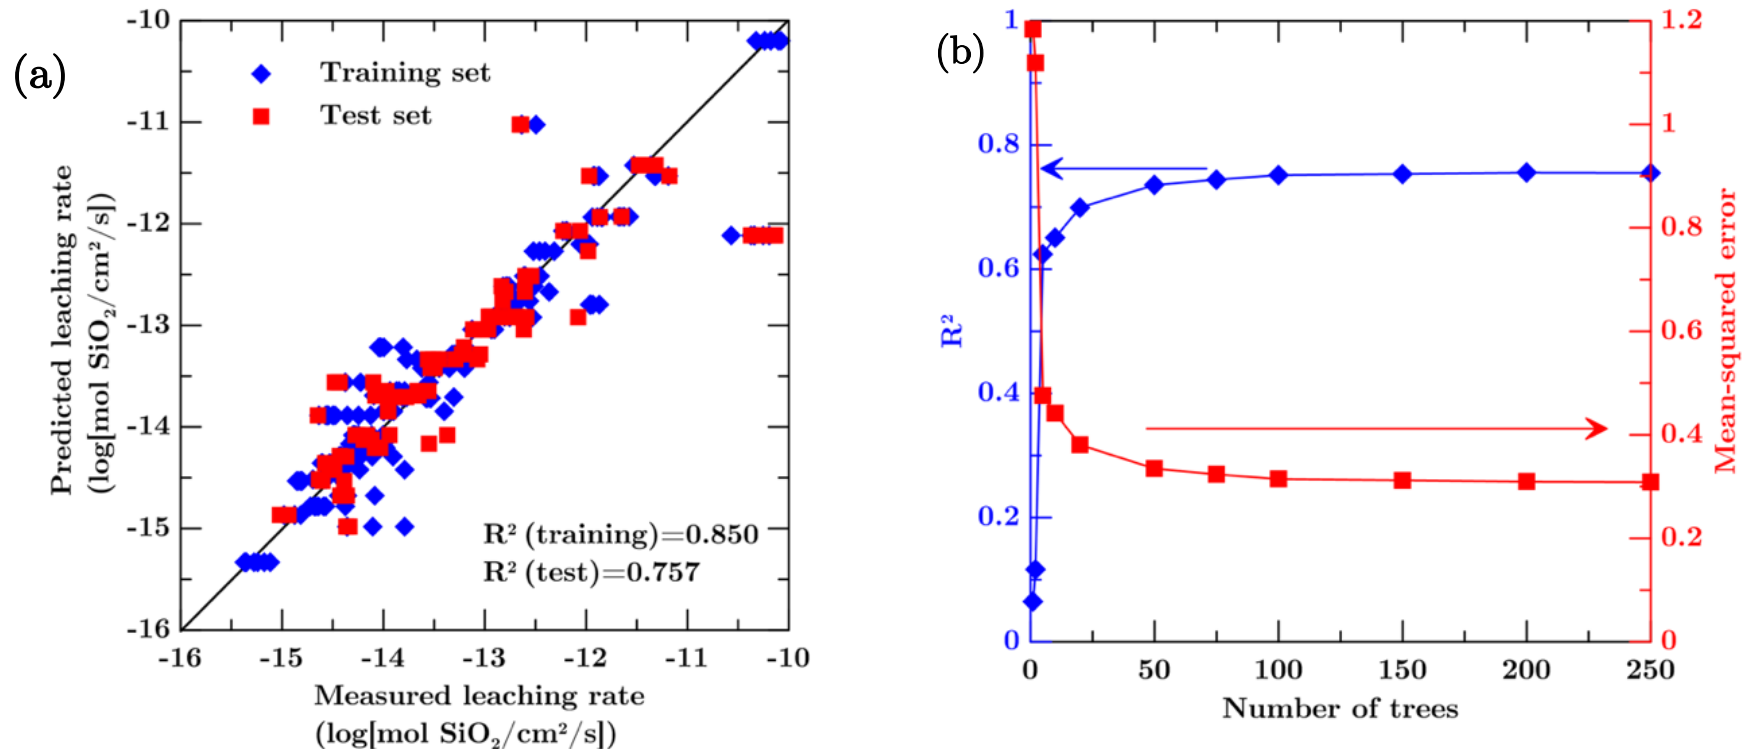 (a)
Predicted leaching rate
(log[mol SiO₂/cm²/s])
-10
-11
-12
-13
-14
-15
-16
Training set
Test set
R² (training)=0.850
R² (test)=0.757
-16 -15 -14 -13 -12 -11 -10
Measured leaching rate
(log[mol SiO₂/cm²/s])
(b)
R²
1
0.8
0.6
0.4
0.2
0
1.2
1
0.8
0.6
0.4
0.2
0
Mean-squared error
0 50 100 150 200 250
Number of trees